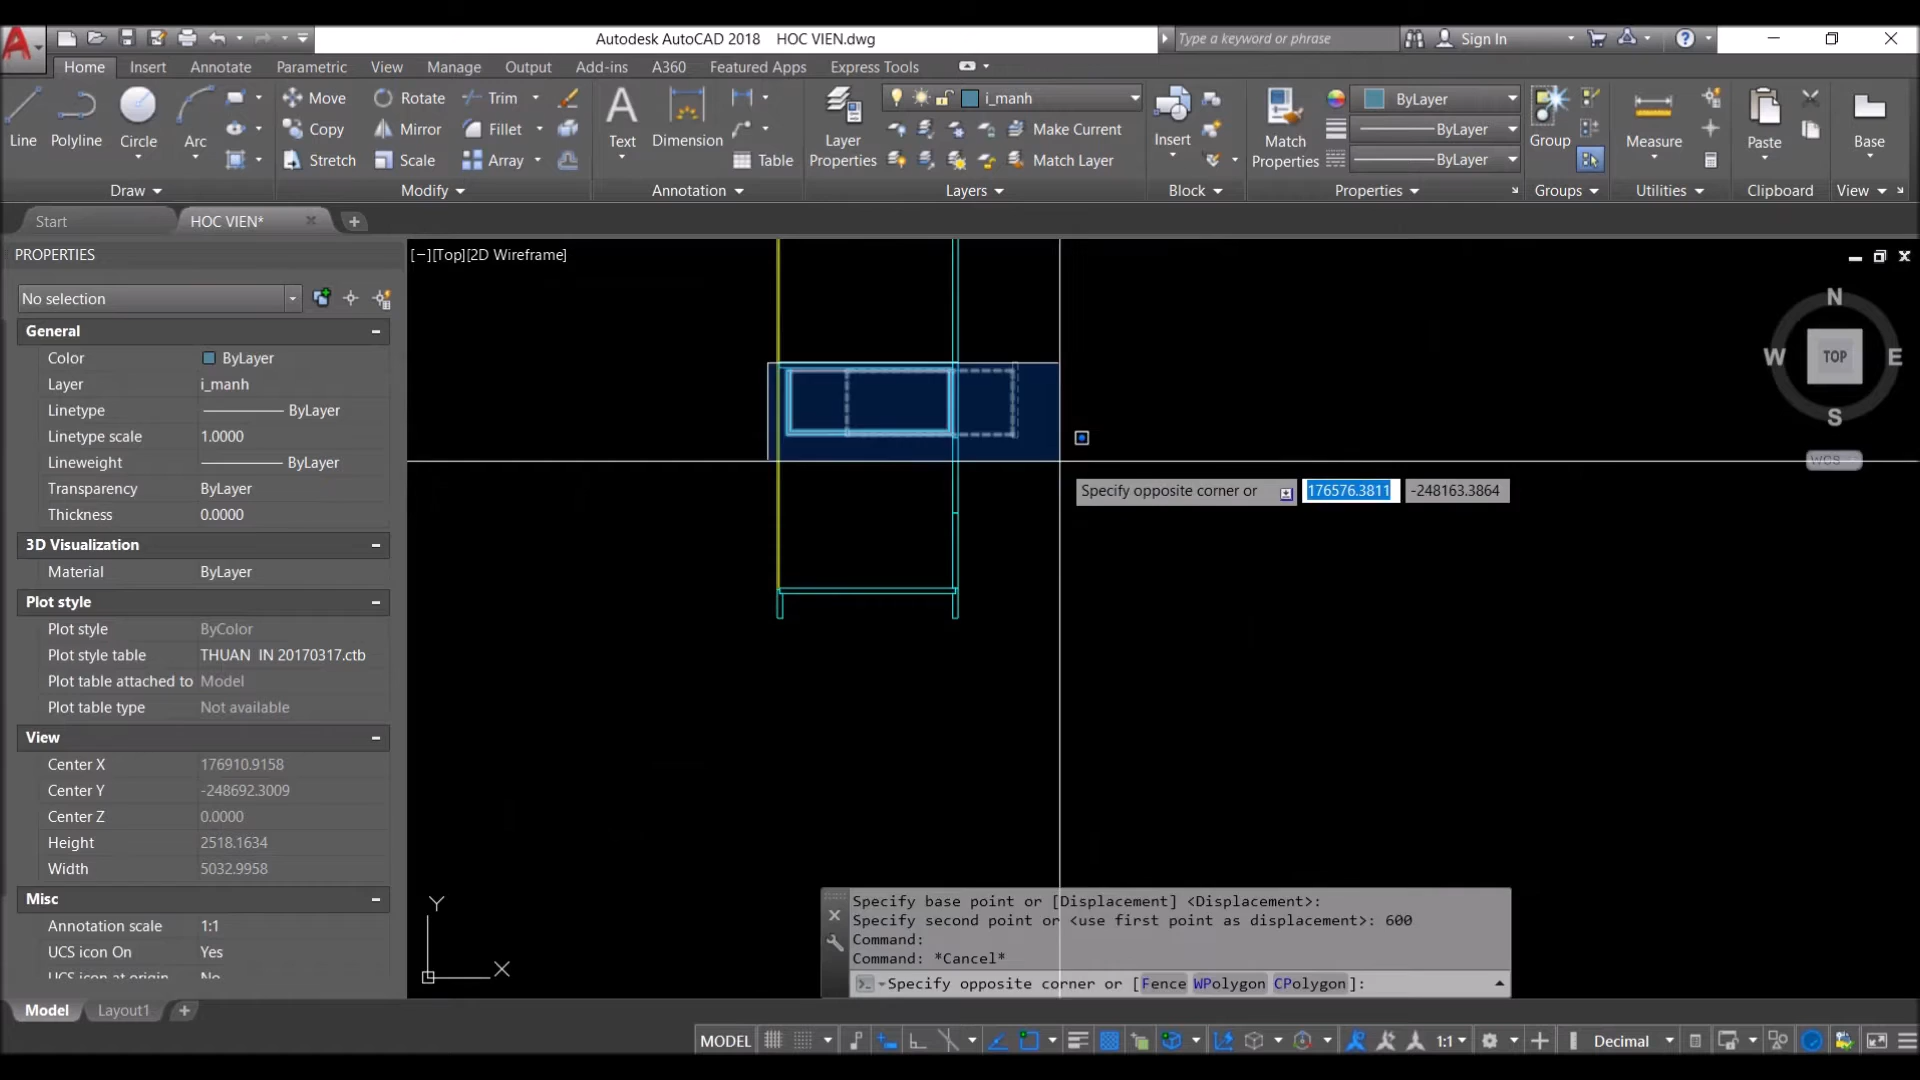 Autodesk AutoCAD 2018 HOC VIEN.dwg
Type a keyword or phrase
Sign In
Home Insert Annotate Parametric View Manage Output Add-ins A360 Featured Apps Express Tools
Line
Polyline
Circle
Arc
Draw
Move
Rotate
Trim
Copy
Mirror
Fillet
Stretch
Scale
Array
Modify
Text
Dimension
Table
Annotation
Layer
Properties
i_manh
Make Current
Match Layer
Layers
Insert
Block
Match
Properties
ByLayer
ByLayer
ByLayer
Properties
Group
Groups
Measure
Utilities
Paste
Clipboard
Base
View
Start
HOC VIEN*
PROPERTIES
No selection
General
Color ByLayer
Layer i_manh
Linetype ByLayer
Linetype scale 1.0000
Lineweight ByLayer
Transparency ByLayer
Thickness 0.0000
3D Visualization
Material ByLayer
Plot style
Plot style ByColor
Plot style table THUAN IN 20170317.ctb
Plot table attached to Model
Plot table type Not available
View
Center X 176910.9158
Center Y -248692.3009
Center Z 0.0000
Height 2518.1634
Width 5032.9958
Misc
Annotation scale 1:1
UCS icon On Yes
UCS icon at origin No
[−][Top][2D Wireframe]
N
W TOP E
S
WCS
Specify opposite corner or 176576.3811 -248163.3864
Y
X
Specify base point or [Displacement] <Displacement>:
Specify second point or <use first point as displacement>: 600
Command:
Command: *Cancel*
Specify opposite corner or [Fence WPolygon CPolygon]:
Model Layout1
MODEL 1:1 Decimal